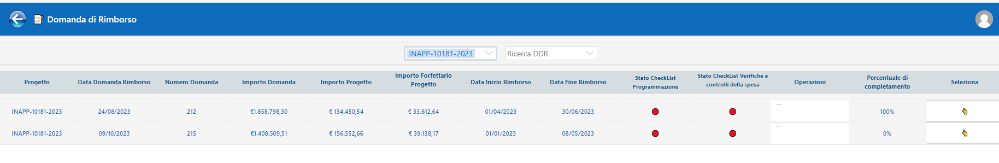 Domanda di Rimborso
INAPP-10181-2023 Ricerca DDR
Progetto Data Domanda Rimborso Numero Domanda Importo Domanda Importo Progetto Importo Forfettario Progetto Data Inizio Rimborso Data Fine Rimborso Stato CheckList Programmazione Stato CheckList Verifiche e controlli della spesa Operazioni Percentuale di completamento Seleziona
INAPP-10181-2023 24/08/2023 212 €1.858.798,30 € 134.450,54 € 33.612,64 01/04/2023 30/06/2023 ... 100%
INAPP-10181-2023 09/10/2023 215 €1.408.509,51 € 156.552,66 € 39.138,17 01/01/2023 08/05/2023 ... 0%